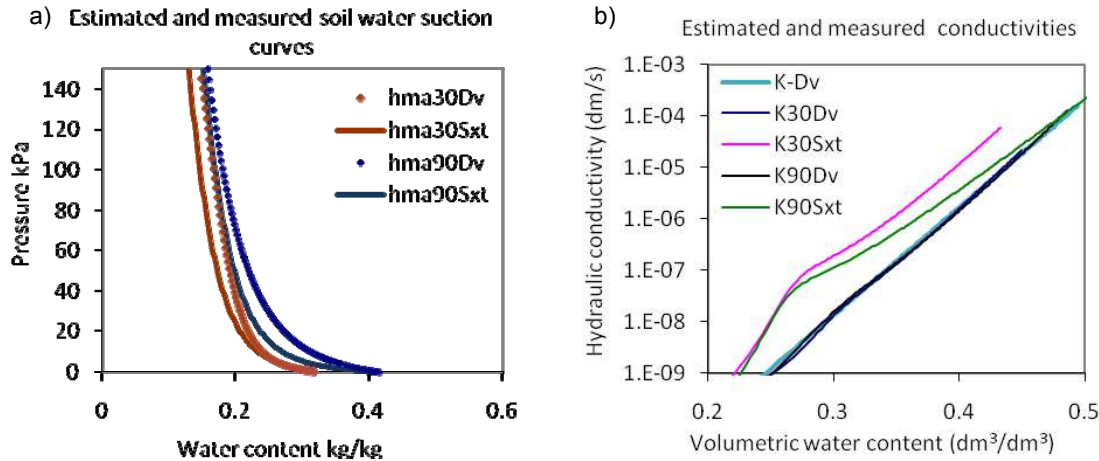 a) Estimated and measured soil water suction
curves
Pressure kPa
140
120
100
80
60
40
20
0
0 0.2 0.4 0.6
Water content kg/kg
hma30Dv
hma30Sxt
hma90Dv
hma90Sxt
b) Estimated and measured conductivities
Hydraulic conductivity (dm/s)
1.E-03
1.E-04
1.E-05
1.E-06
1.E-07
1.E-08
1.E-09
0.2 0.3 0.4 0.5
Volumetric water content (dm³/dm³)
K-Dv
K30Dv
K30Sxt
K90Dv
K90Sxt